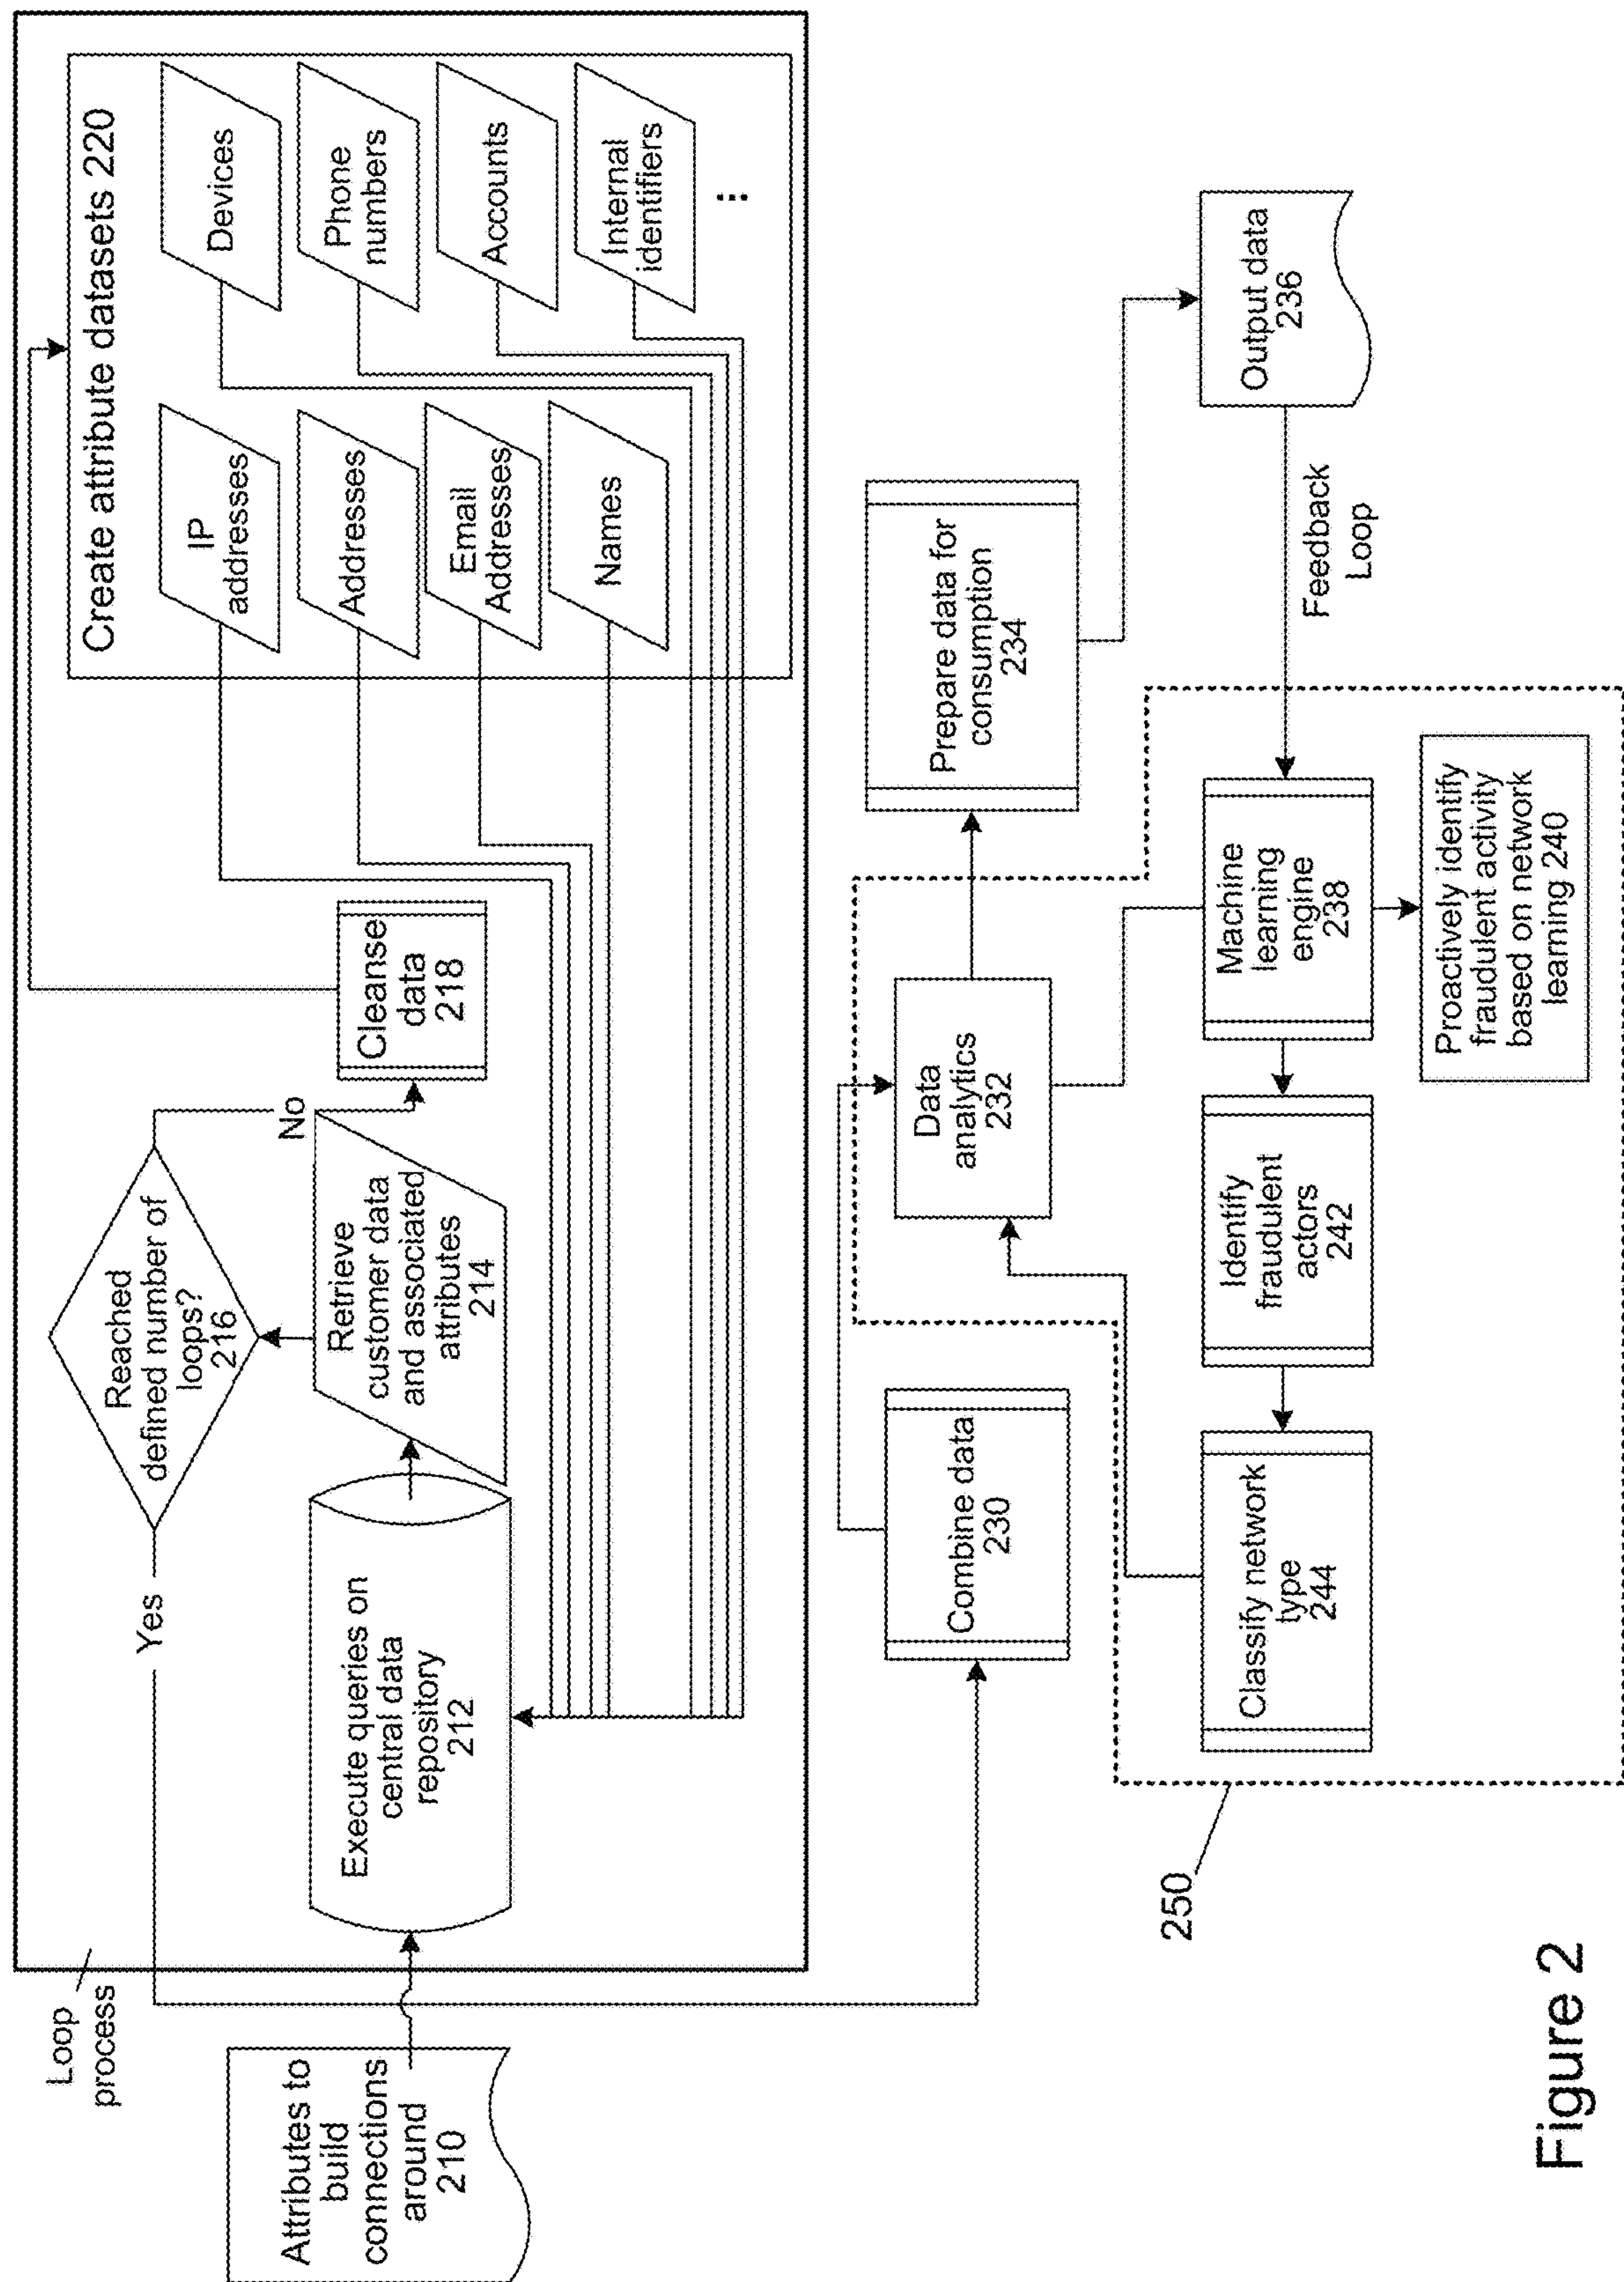 Loop
process
Attributes to
build
connections
around
210
Execute queries on
central data
repository
212
Retrieve
customer data
and associated
attributes
214
Reached
defined number of
loops?
216
Yes
No
Cleanse
data
218
Create attribute datasets 220
IP
addresses
Addresses
Email
Addresses
Names
Devices
Phone
numbers
Accounts
Internal
identifiers
...
Combine data
230
Data
analytics
232
Prepare data for
consumption
234
Output data
236
Feedback
Loop
Machine
learning
engine
238
Proactively identify
fraudulent activity
based on network
learning 240
Identify
fraudulent
actors
242
Classify network
type
244
250
Figure 2